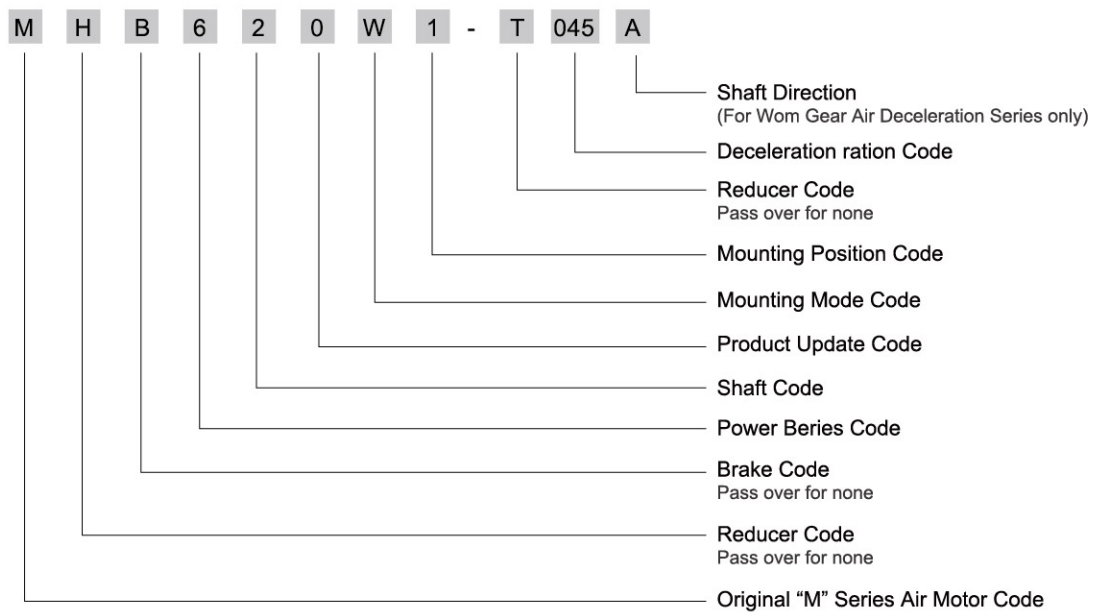 M H B 6 2 0 W 1 - T 045 A
Shaft Direction
(For Wom Gear Air Deceleration Series only)
Deceleration ration Code
Reducer Code
Pass over for none
Mounting Position Code
Mounting Mode Code
Product Update Code
Shaft Code
Power Beries Code
Brake Code
Pass over for none
Reducer Code
Pass over for none
Original “M” Series Air Motor Code